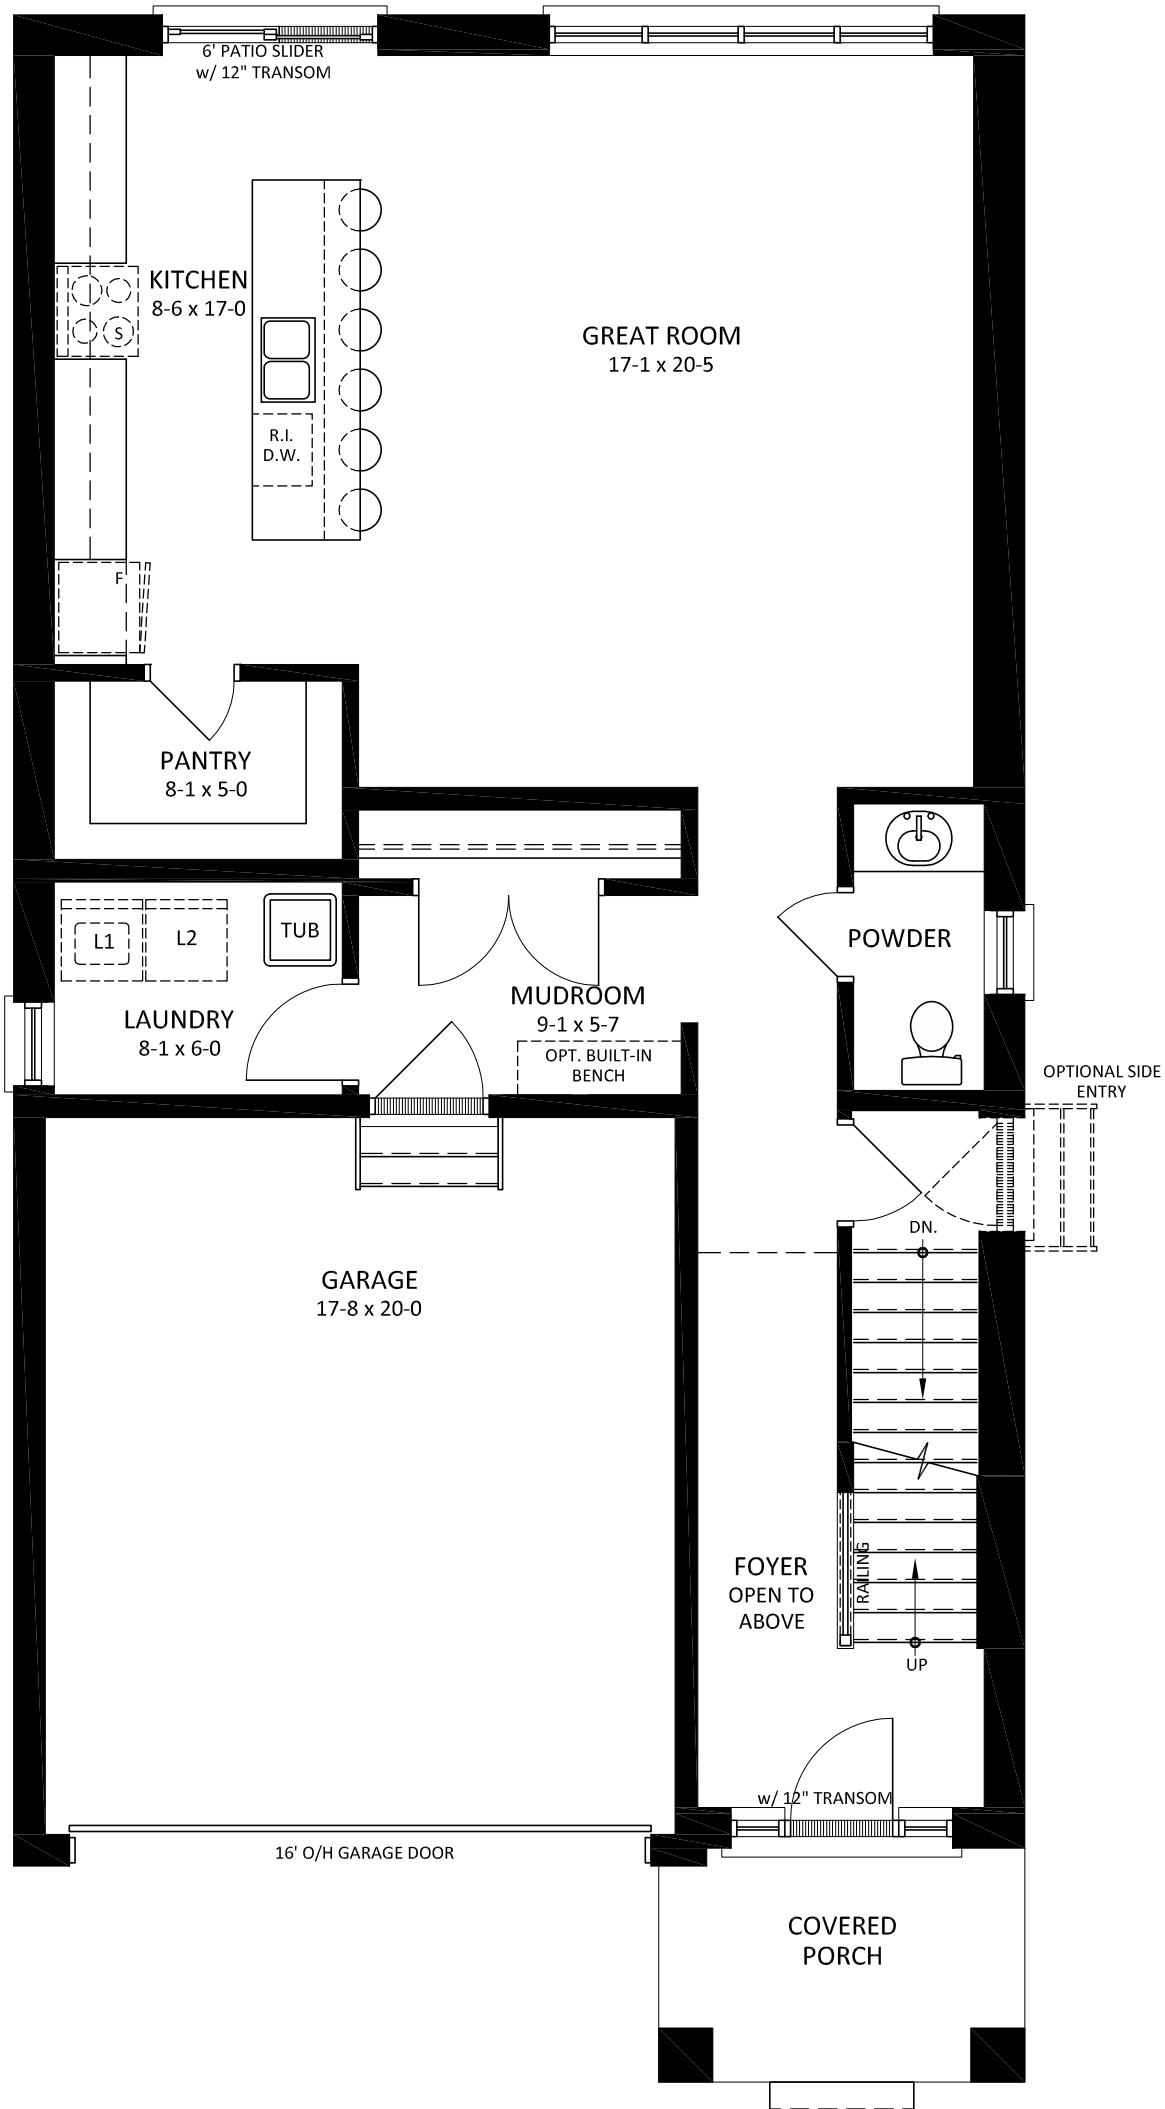 6' PATIO SLIDER
w/ 12" TRANSOM
KITCHEN
8-6 x 17-0
S
GREAT ROOM
17-1 x 20-5
R.I.
D.W.
F
PANTRY
8-1 x 5-0
L1
L2
TUB
LAUNDRY
8-1 x 6-0
MUDROOM
9-1 x 5-7
OPT. BUILT-IN
BENCH
POWDER
OPTIONAL SIDE
ENTRY
DN.
GARAGE
17-8 x 20-0
FOYER
OPEN TO
ABOVE
RAILING
UP
w/ 12" TRANSOM
16' O/H GARAGE DOOR
COVERED
PORCH